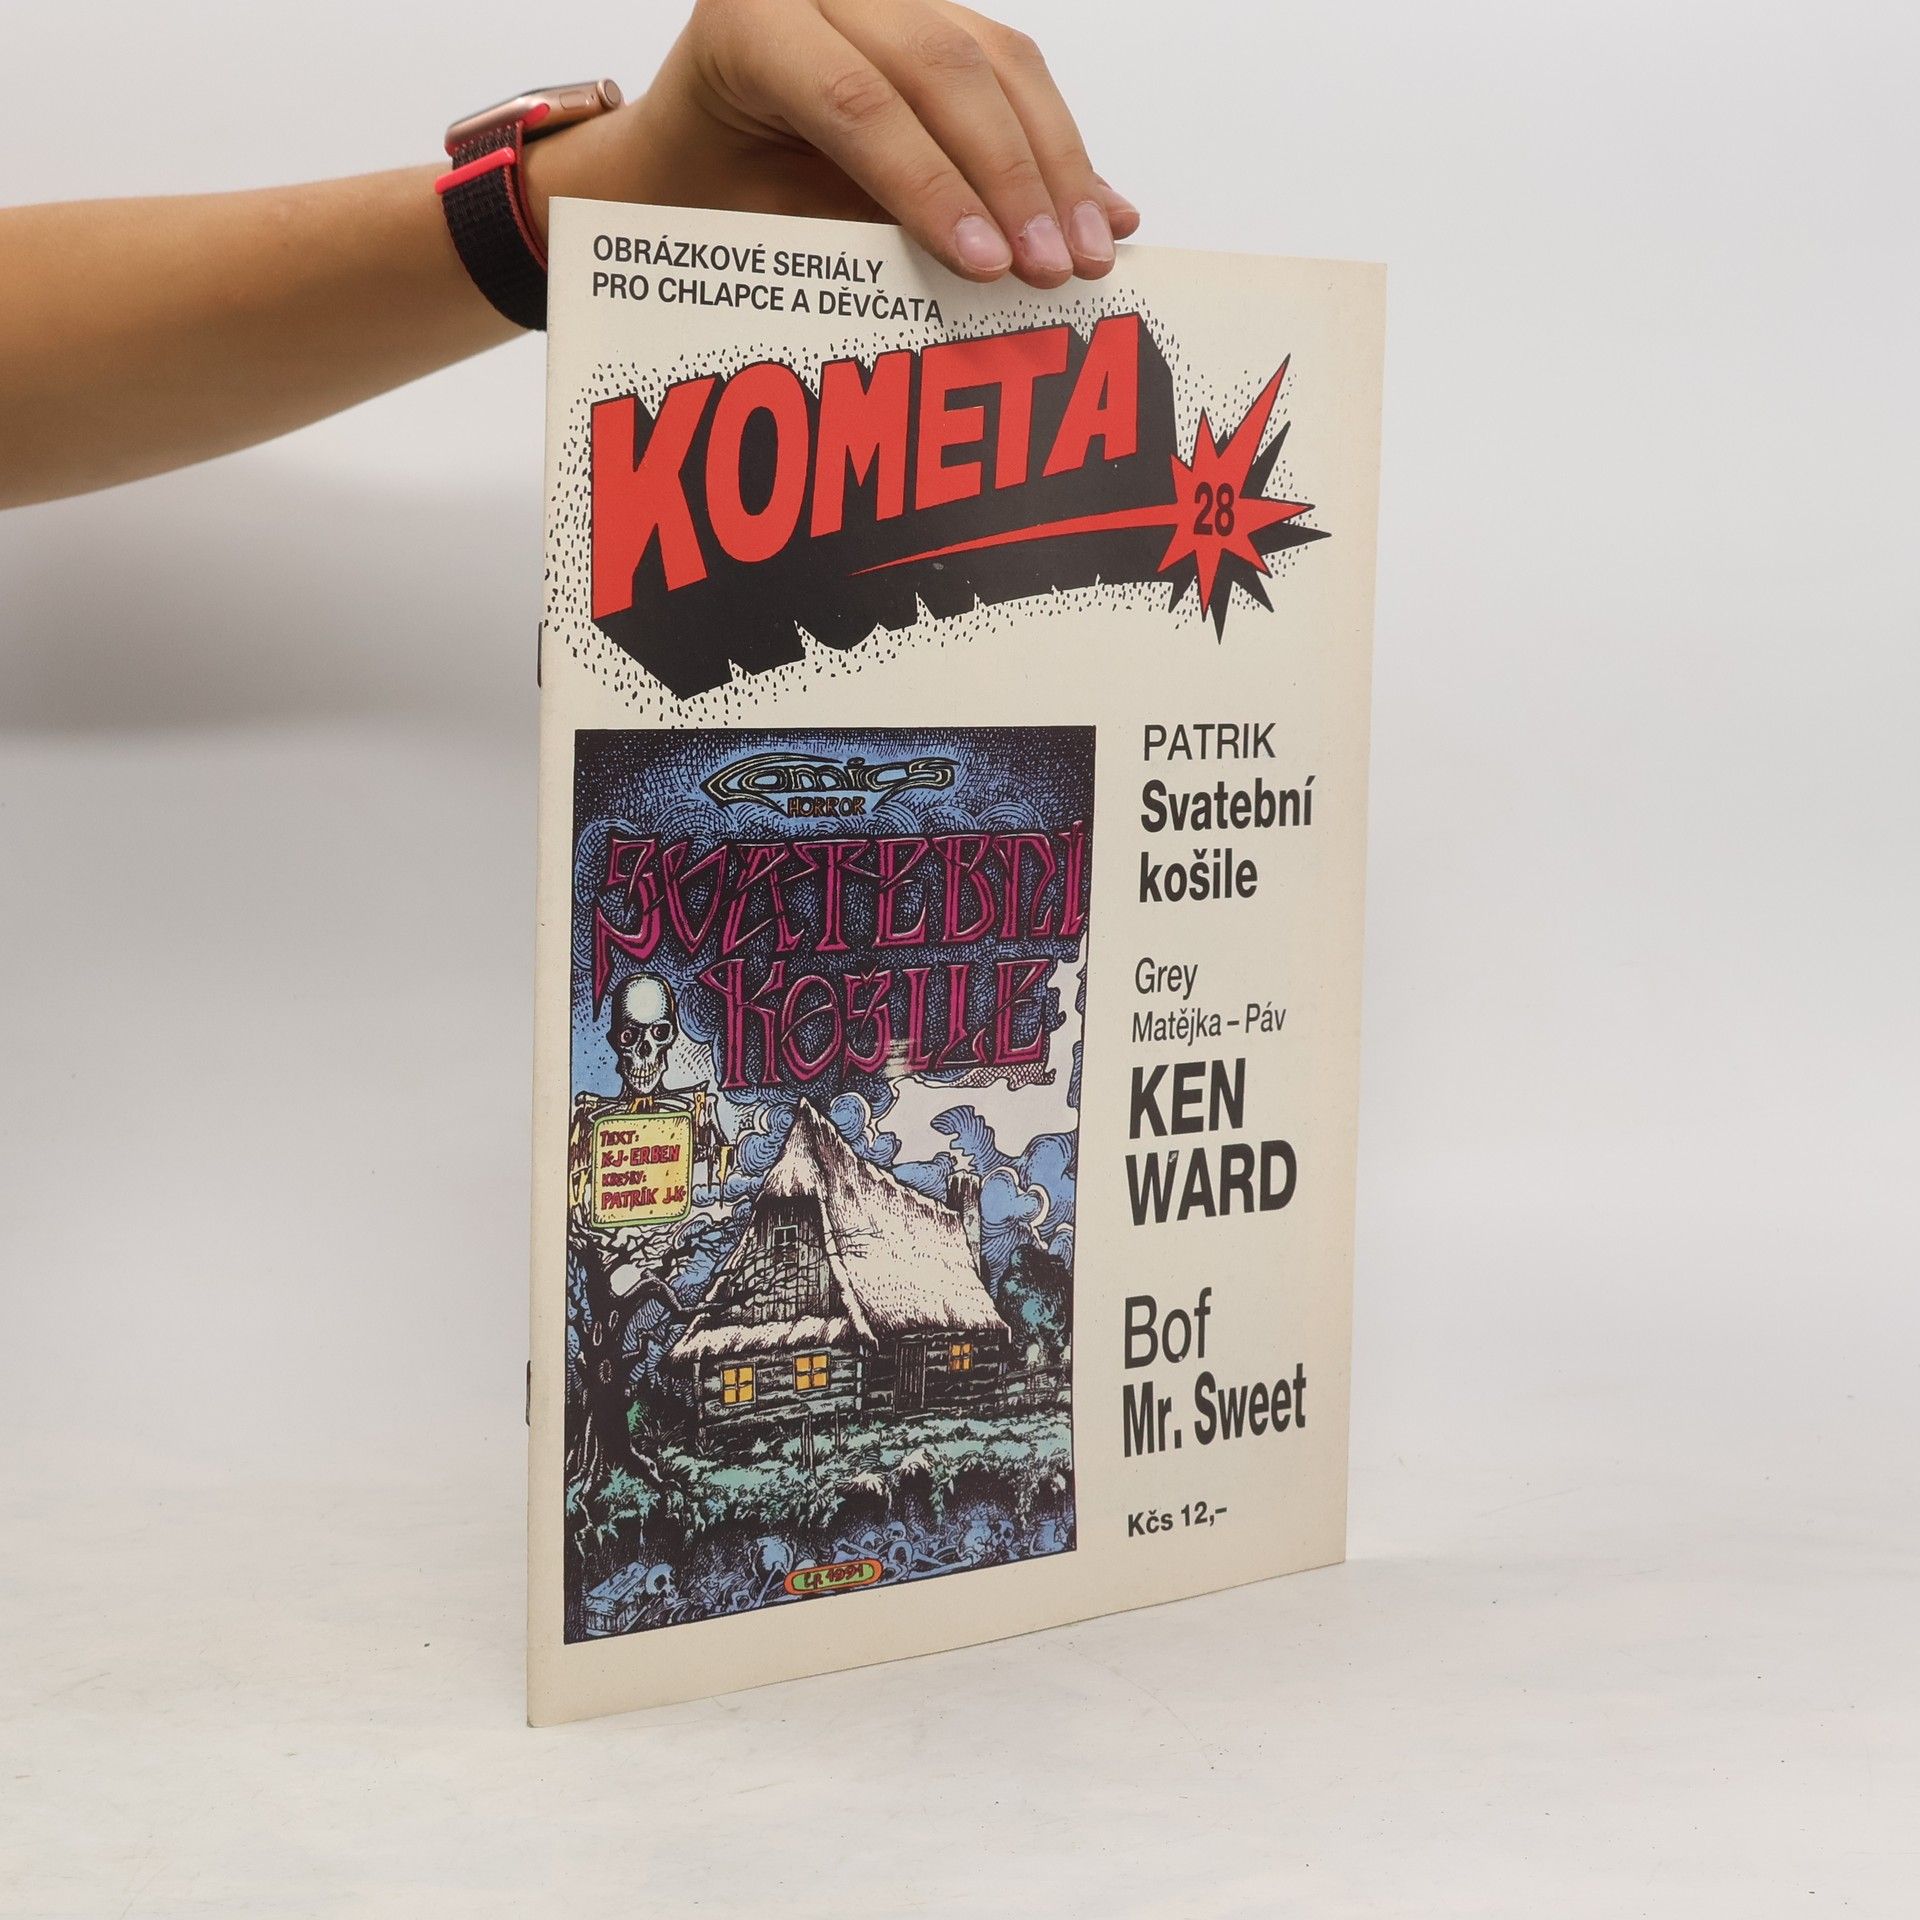 OBRÁZKOVÉ SERIÁLY
PRO CHLAPCE A DĚVČATA
KOMETA
28
COMICS
HORROR
SVATEBNÍ
KOŠILE
TEXT:
K.J. ERBEN
KRESBY:
PATRIK J.K.
L.P. 1991
PATRIK
Svatební
košile
Grey
Matějka – Páv
KEN
WARD
Bof
Mr. Sweet
Kčs 12,–